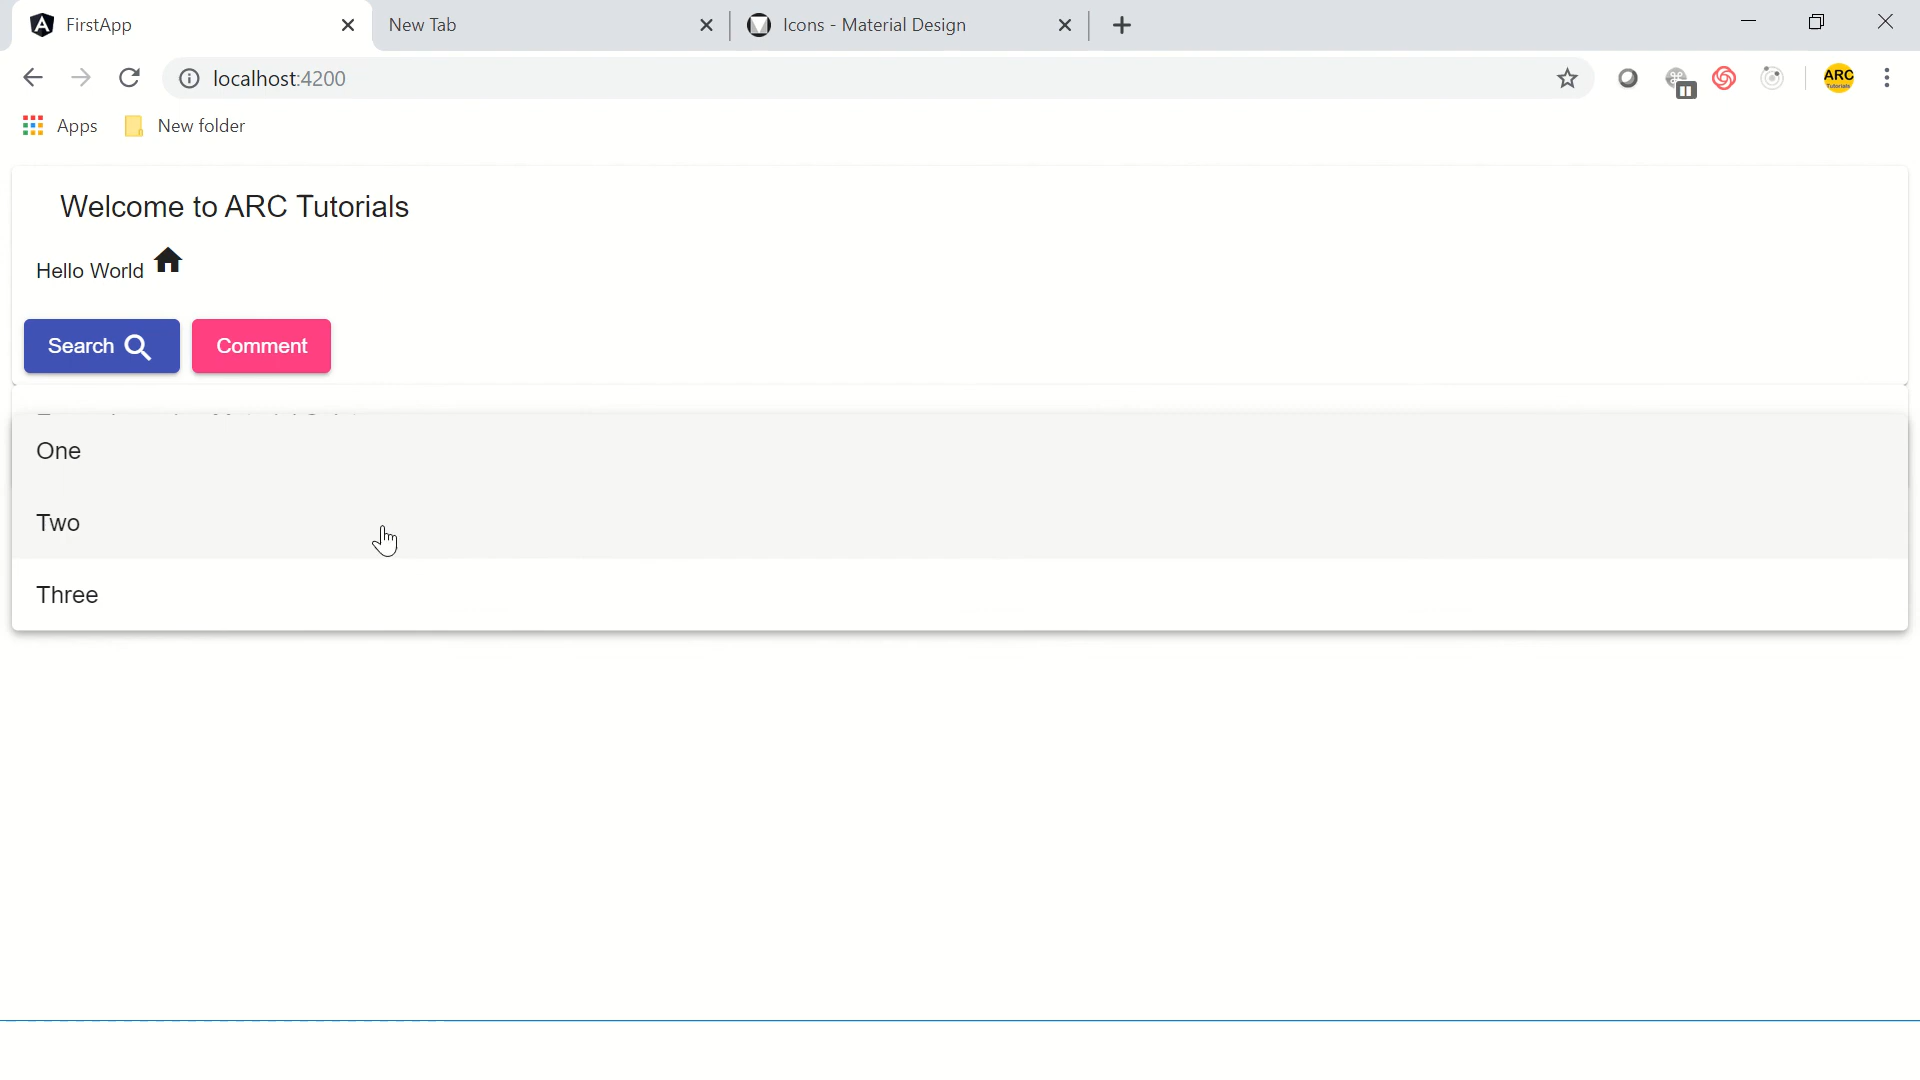 FirstApp
New Tab
Icons - Material Design
localhost:4200
ARC
Tutorials
Apps
New folder
Welcome to ARC Tutorials
Hello World
Search
Comment
One
Two
Three